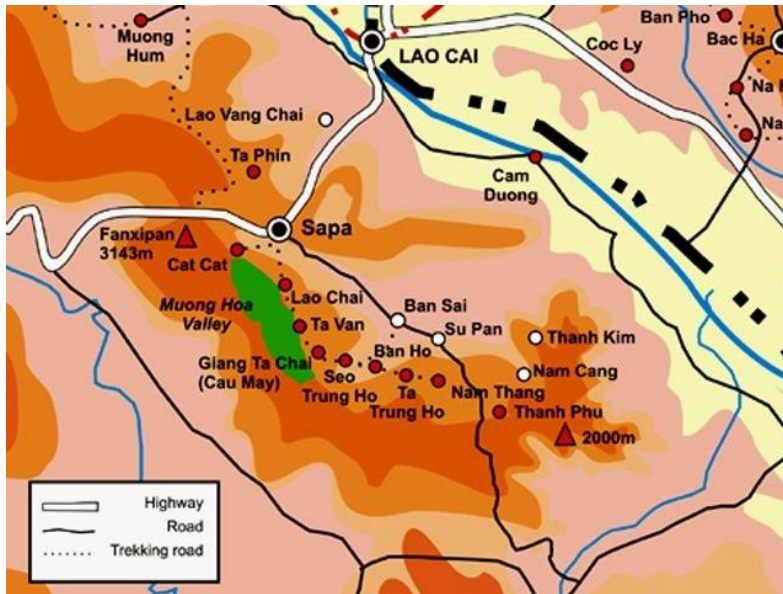 Ban Pho
Muong
Hum
LAO CAI
Coc Ly
Bac Ha
Na
Lao Vang Chai
Na
Ta Phin
Cam
Duong
Sapa
Fanxipan
3143m
Cat Cat
Lao Chai
Muong Hoa
Valley
Ban Sai
Ta Van
Su Pan
Thanh Kim
Giang Ta Chai
(Cau May)
Ban Ho
Seo
Trung Ho
Nam Cang
Ta
Trung Ho
Nam Thang
Thanh Phu
2000m
Highway
Road
Trekking road